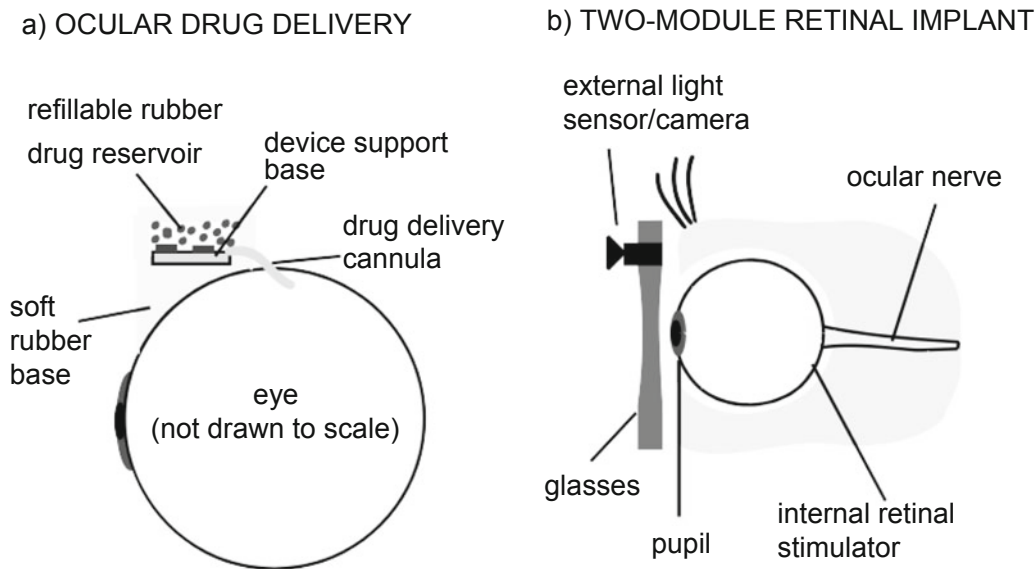 a) OCULAR DRUG DELIVERY
refillable rubber
drug reservoir
device support
base
drug delivery
cannula
soft
rubber
base
eye
(not drawn to scale)
b) TWO-MODULE RETINAL IMPLANT
external light
sensor/camera
ocular nerve
glasses
pupil
internal retinal
stimulator